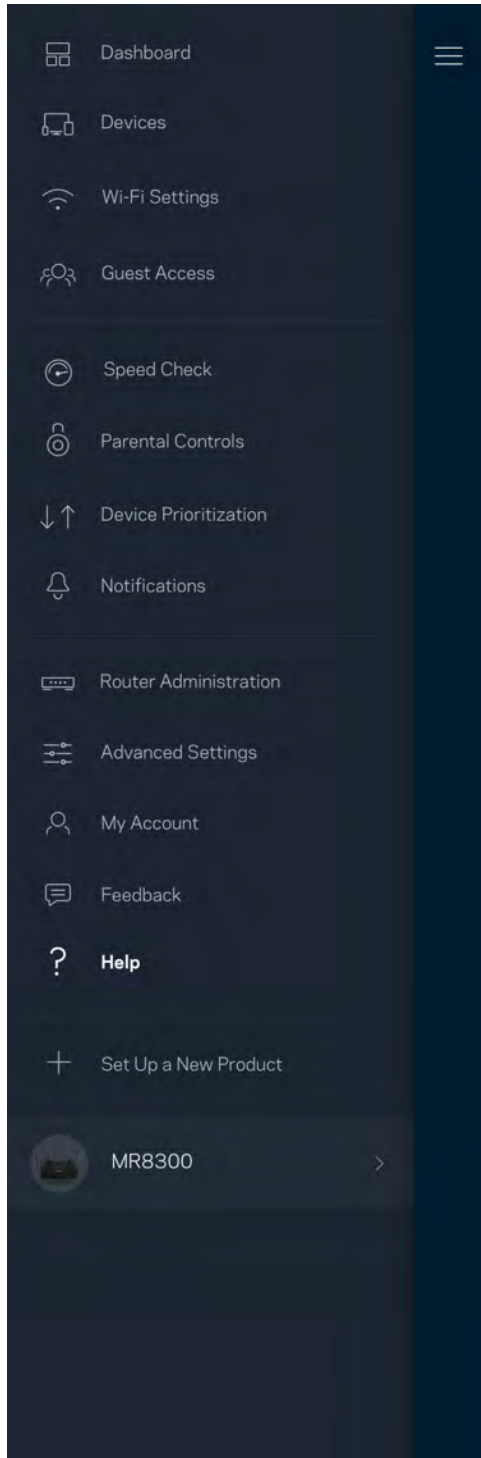 Dashboard
Devices
Wi-Fi Settings
Guest Access
Speed Check
Parental Controls
Device Prioritization
Notifications
Router Administration
Advanced Settings
My Account
Feedback
Help
Set Up a New Product
MR8300